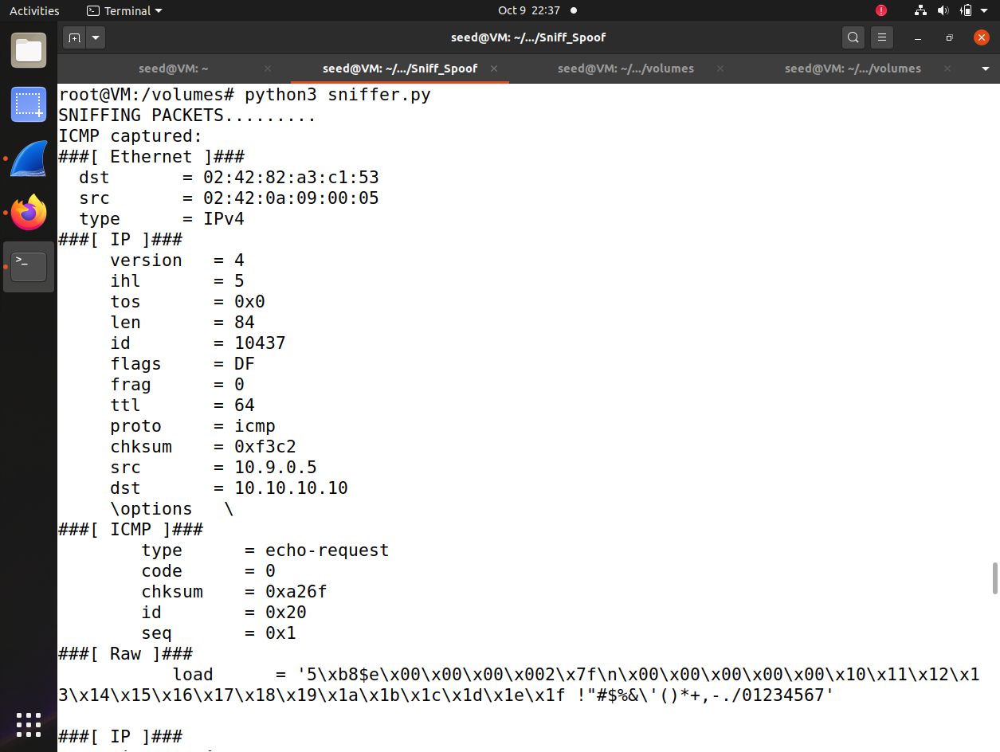 Activities Terminal Oct 9 22:37
seed@VM: ~/.../Sniff_Spoof
seed@VM: ~ seed@VM: ~/.../Sniff_Spoof seed@VM: ~/.../volumes seed@VM: ~/.../volumes
root@VM:/volumes# python3 sniffer.py
SNIFFING PACKETS.........
ICMP captured:
###[ Ethernet ]###
  dst       = 02:42:82:a3:c1:53
  src       = 02:42:0a:09:00:05
  type      = IPv4
###[ IP ]###
     version   = 4
     ihl       = 5
     tos       = 0x0
     len       = 84
     id        = 10437
     flags     = DF
     frag      = 0
     ttl       = 64
     proto     = icmp
     chksum    = 0xf3c2
     src       = 10.9.0.5
     dst       = 10.10.10.10
     \options   \
###[ ICMP ]###
        type      = echo-request
        code      = 0
        chksum    = 0xa26f
        id        = 0x20
        seq       = 0x1
###[ Raw ]###
           load      = '5\xb8$e\x00\x00\x00\x002\x7f\n\x00\x00\x00\x00\x00\x10\x11\x12\x1
3\x14\x15\x16\x17\x18\x19\x1a\x1b\x1c\x1d\x1e\x1f !"#$%&\'()*+,-./01234567'
###[ IP ]###